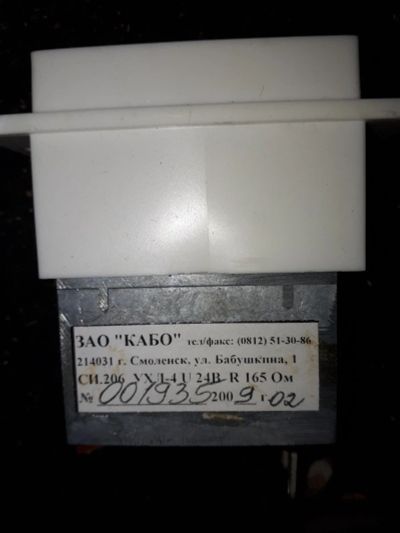 ЗАО "КАБО" тел/факс: (0812) 51-30-86
214031 г. Смоленск, ул. Бабушкина, 1
СИ.206 УХЛ-4 U 24В R 165 Ом
№ 001935 2009 г. 02